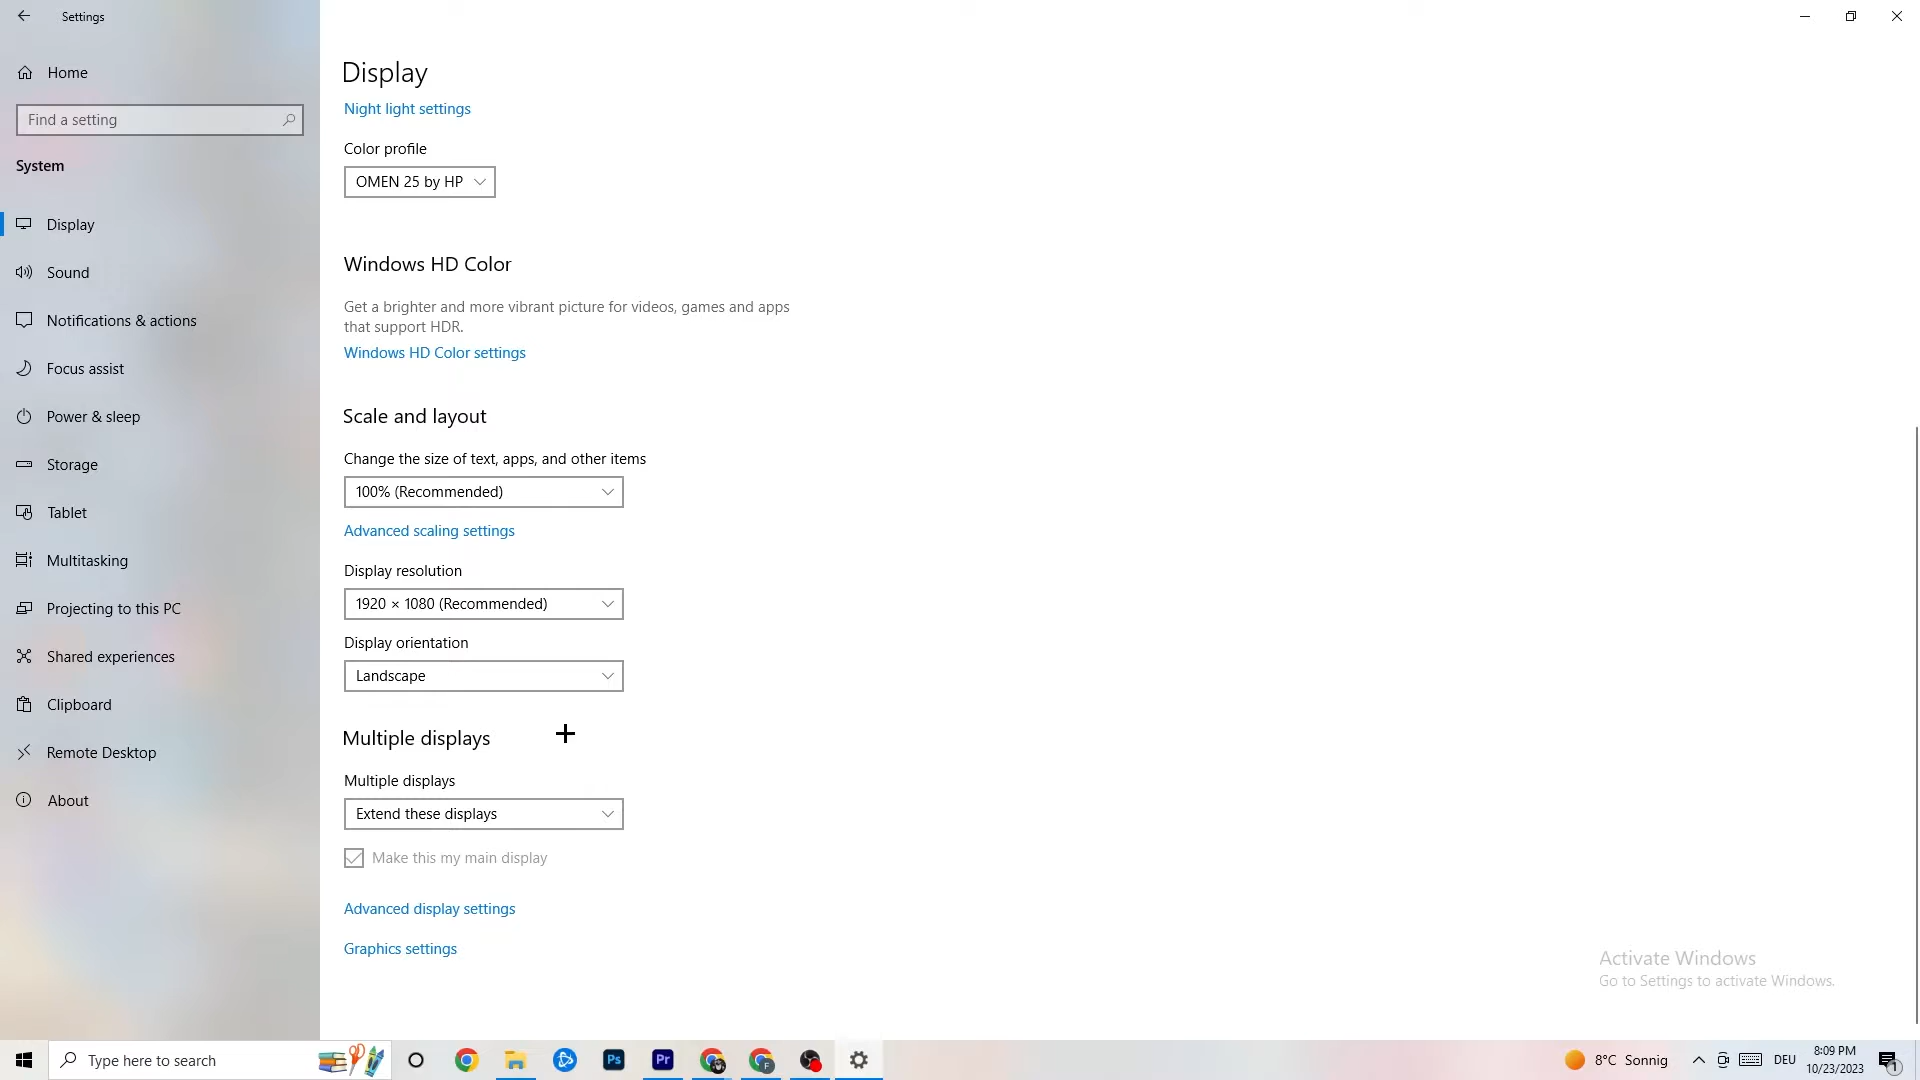 Settings
Home
Find a setting
System
Display
Sound
Notifications & actions
Focus assist
Power & sleep
Storage
Tablet
Multitasking
Projecting to this PC
Shared experiences
Clipboard
Remote Desktop
About
Display
Night light settings
Color profile
OMEN 25 by HP
Windows HD Color
Get a brighter and more vibrant picture for videos, games and apps
that support HDR.
Windows HD Color settings
Scale and layout
Change the size of text, apps, and other items
100% (Recommended)
Advanced scaling settings
Display resolution
1920 × 1080 (Recommended)
Display orientation
Landscape
Multiple displays
Multiple displays
Extend these displays
Make this my main display
Advanced display settings
Graphics settings
Activate Windows
Go to Settings to activate Windows.
Type here to search
Ps
Pr
F
8°C Sonnig
DEU
8:09 PM
10/23/2023
1